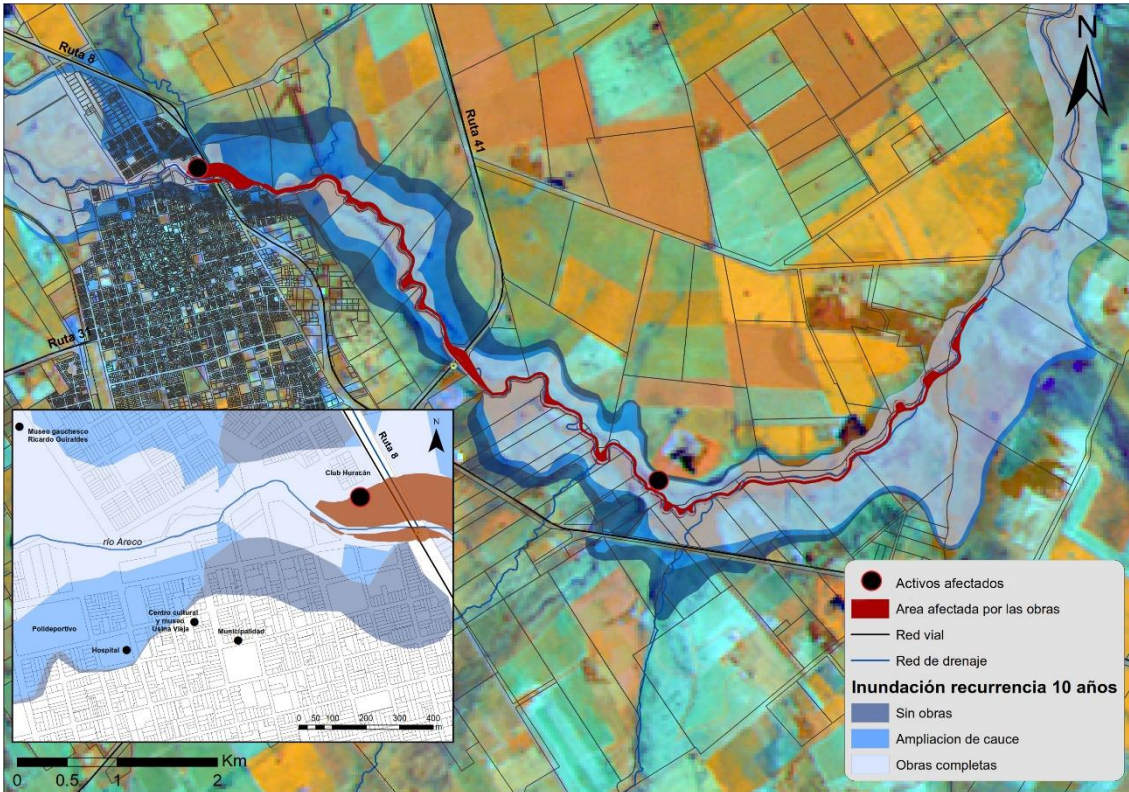 Ruta 8
N
Ruta 41
Ruta 31
Museo gauchesco
Ricardo Guiraldes
N
Ruta 8
Club Huracán
río Areco
Centro cultural
y museo
Usina Vieja
Polideportivo
Municipalidad
Hospital
0 50 100 200 300 400
m
Km
0 0.5 1 2
Activos afectados
Area afectada por las obras
Red vial
Red de drenaje
Inundación recurrencia 10 años
Sin obras
Ampliacion de cauce
Obras completas